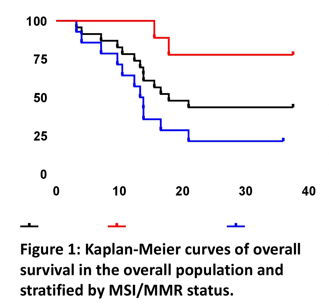 100
75
50
25
0
0 10 20 30 40
Figure 1: Kaplan-Meier curves of overall
survival in the overall population and
stratified by MSI/MMR status.